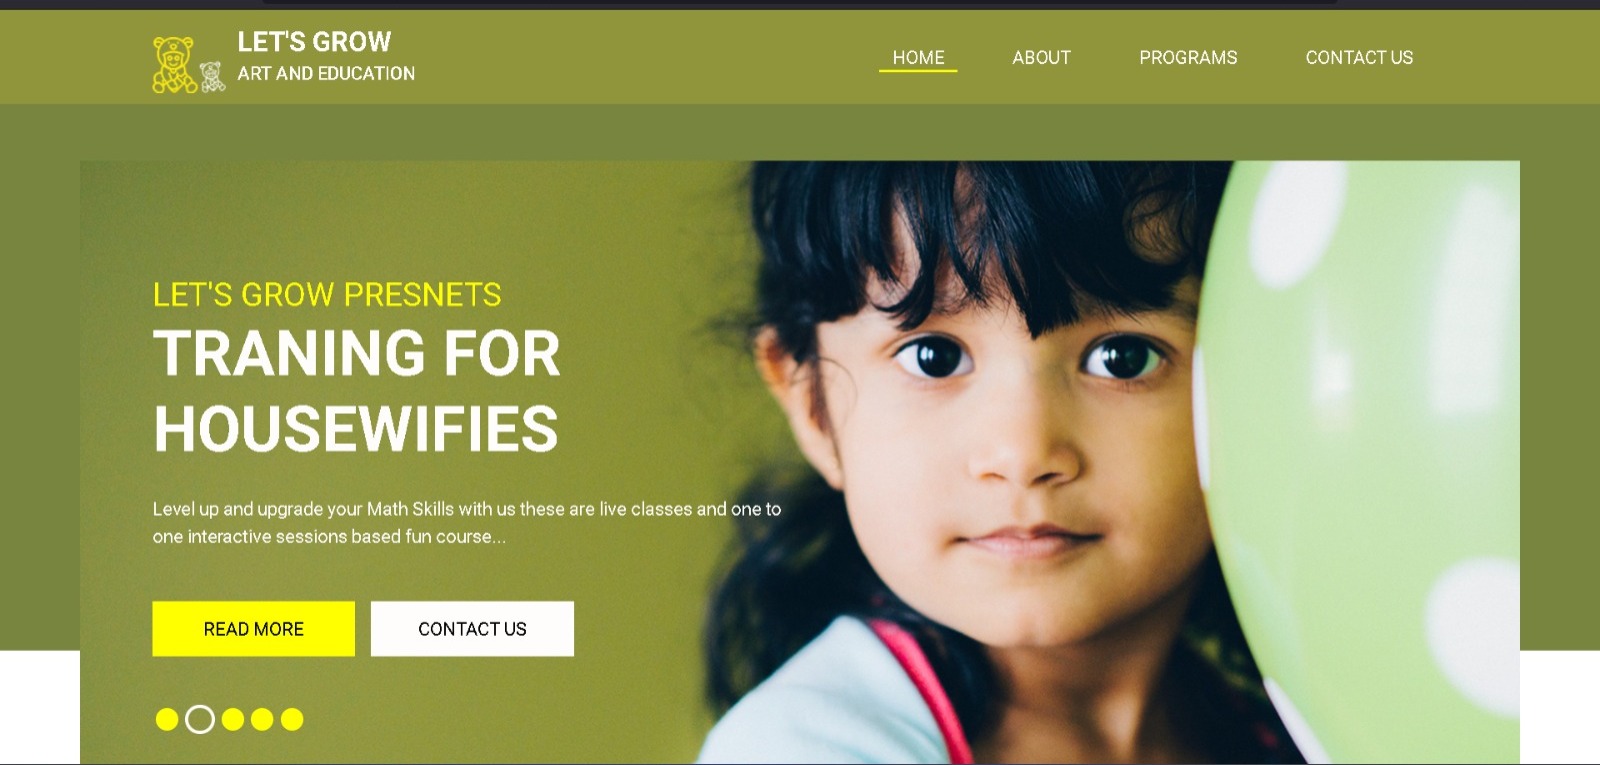 LET'S GROW
ART AND EDUCATION
HOME
ABOUT
PROGRAMS
CONTACT US
LET'S GROW PRESNETS
TRANING FOR
HOUSEWIFIES
Level up and upgrade your Math Skills with us these are live classes and one to
one interactive sessions based fun course...
READ MORE
CONTACT US